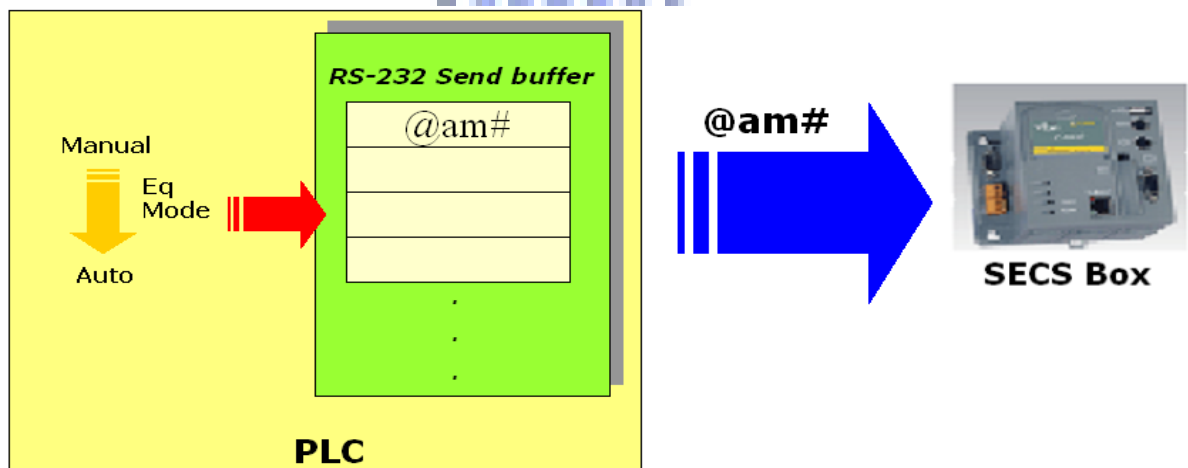 RS-232 Send buffer
@am#
Manual
Eq
Mode
Auto
.
.
.
PLC
@am#
SECS Box